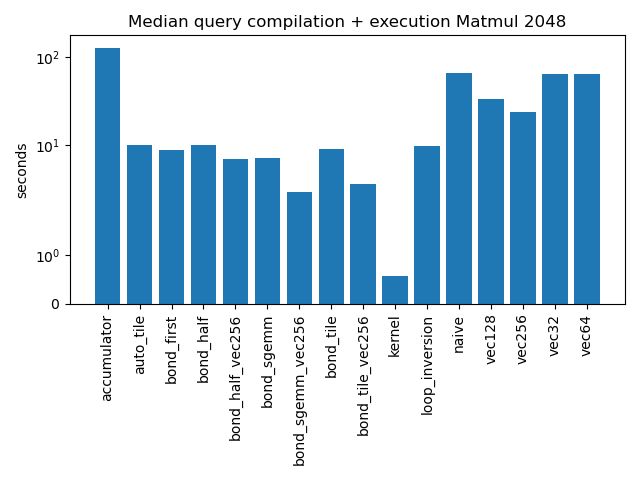 Median query compilation + execution Matmul 2048
seconds
10²
10¹
10⁰
0
accumulator
auto_tile
bond_first
bond_half
bond_half_vec256
bond_sgemm
bond_sgemm_vec256
bond_tile
bond_tile_vec256
kernel
loop_inversion
naive
vec128
vec256
vec32
vec64